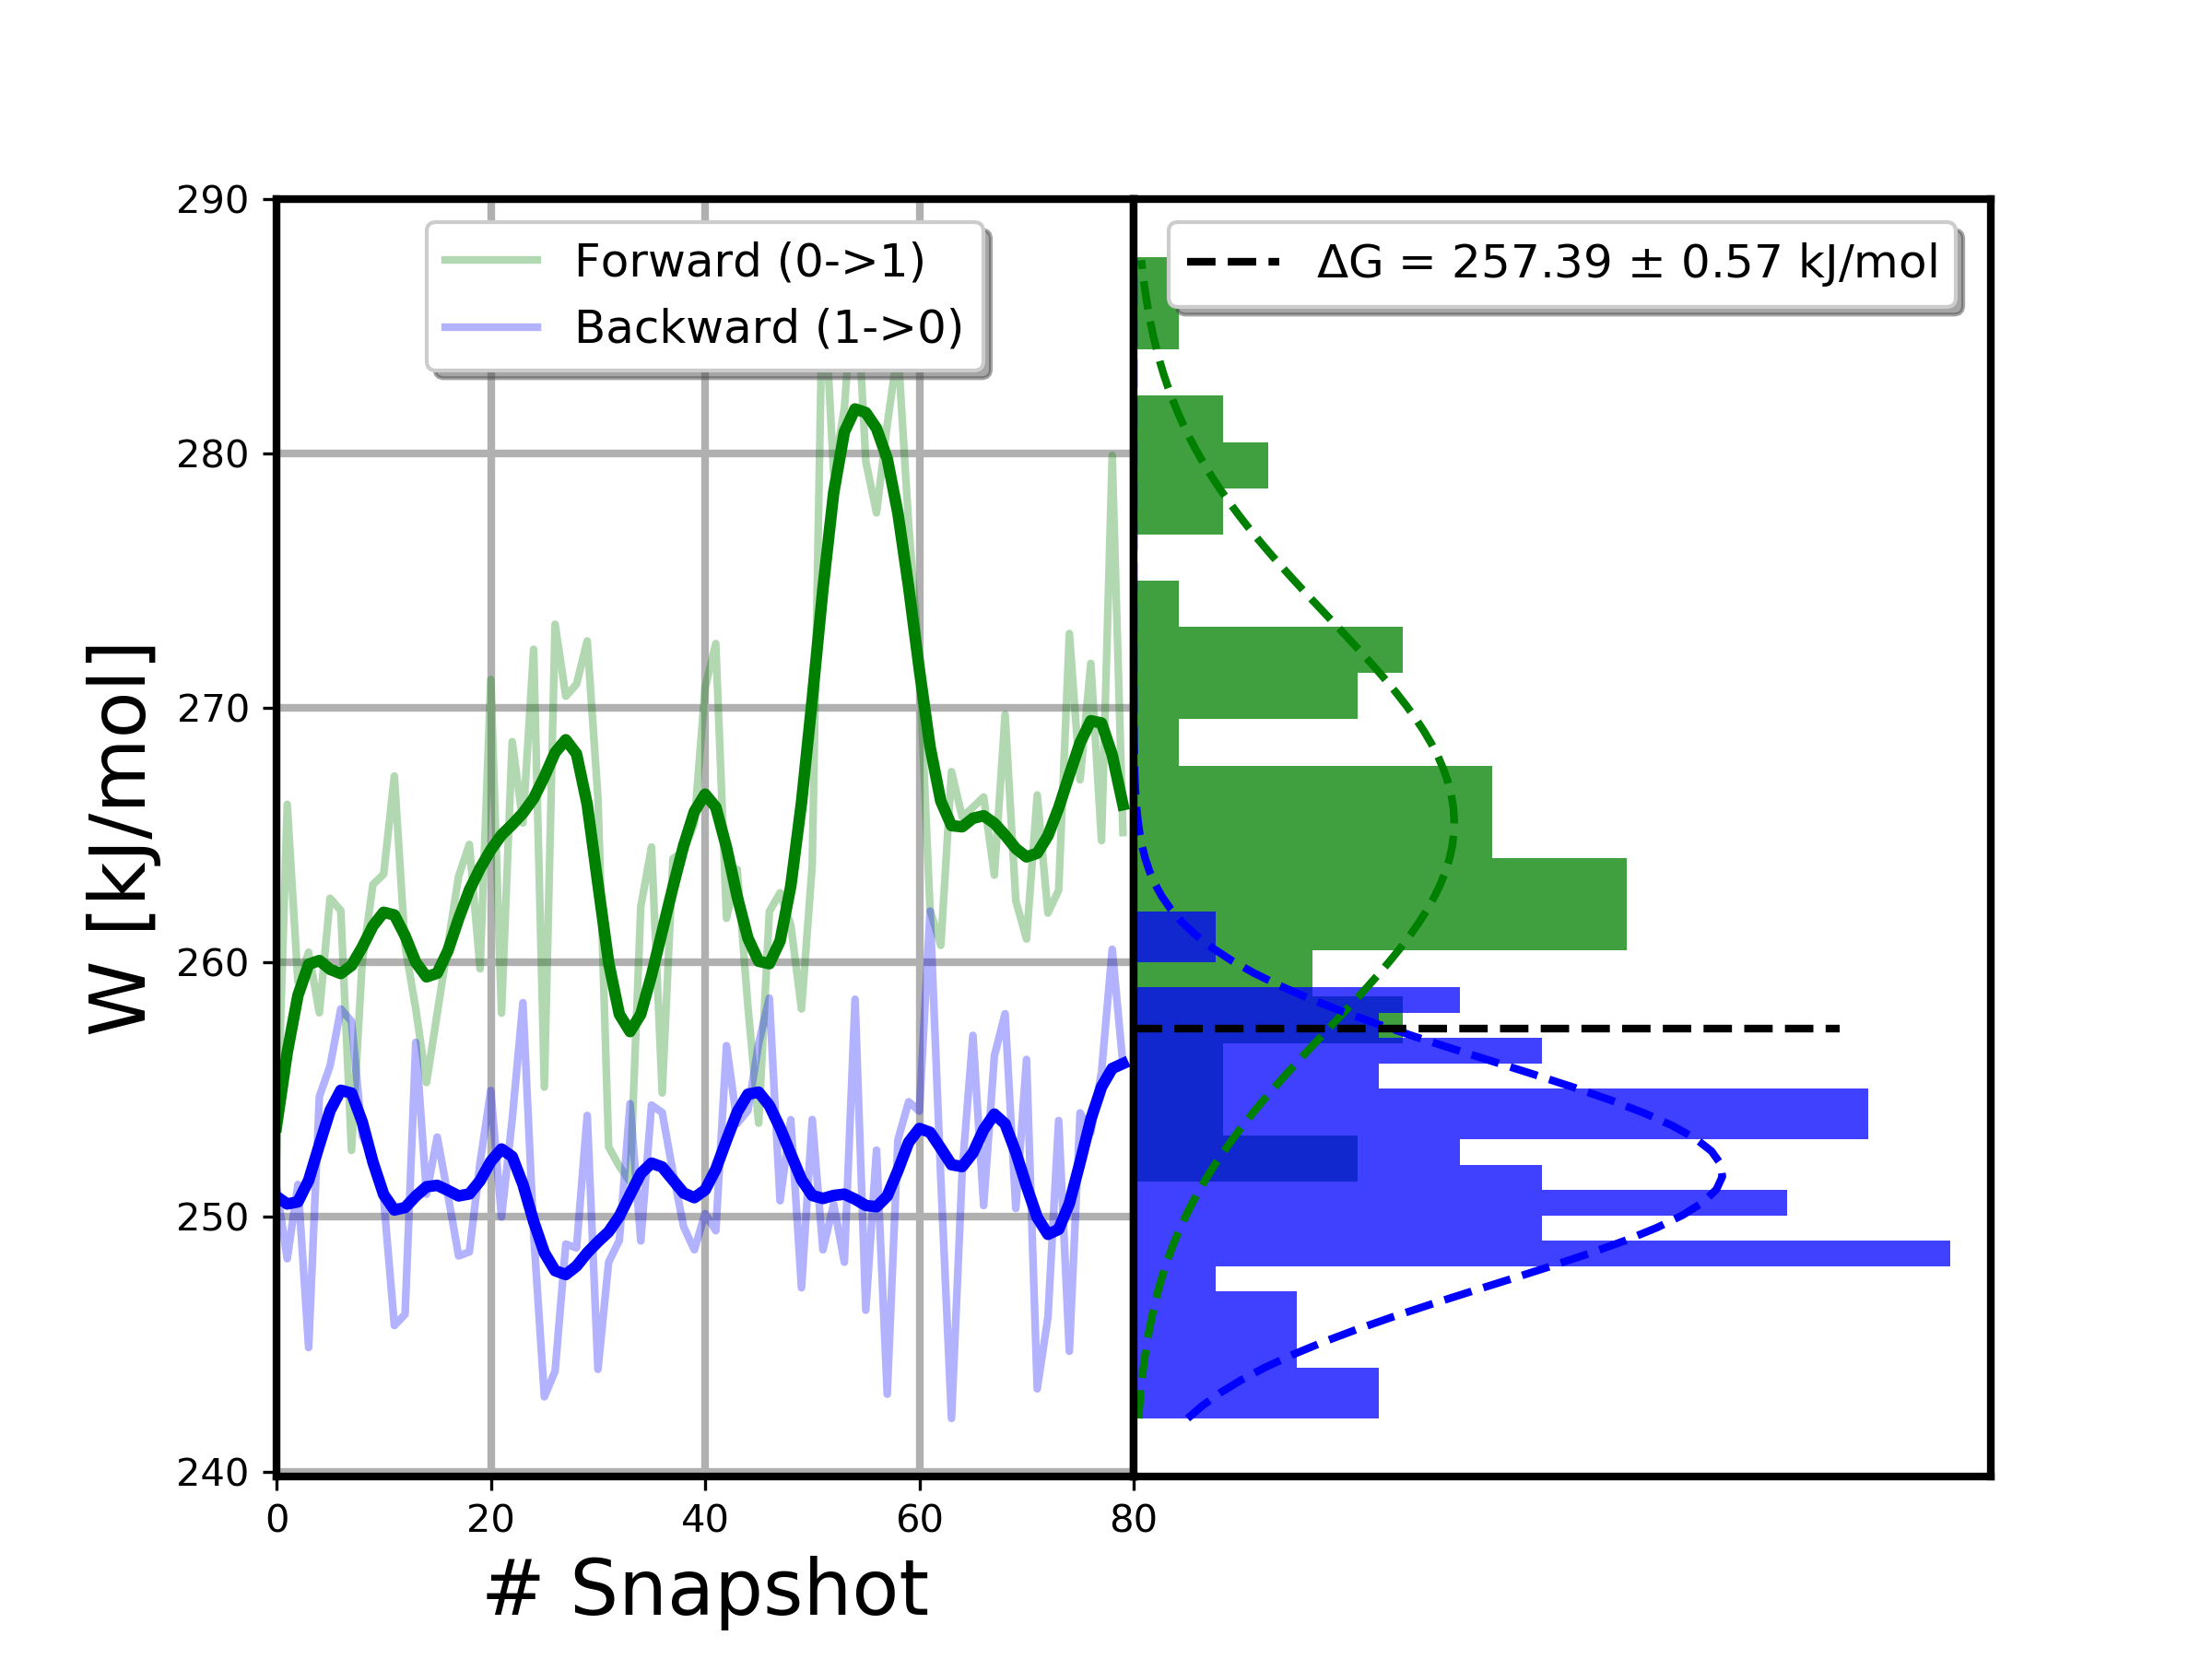 Forward (0->1)
Backward (1->0)
ΔG = 257.39 ± 0.57 kJ/mol
W [kJ/mol]
290
280
270
260
250
240
0 20 40 60 80
# Snapshot